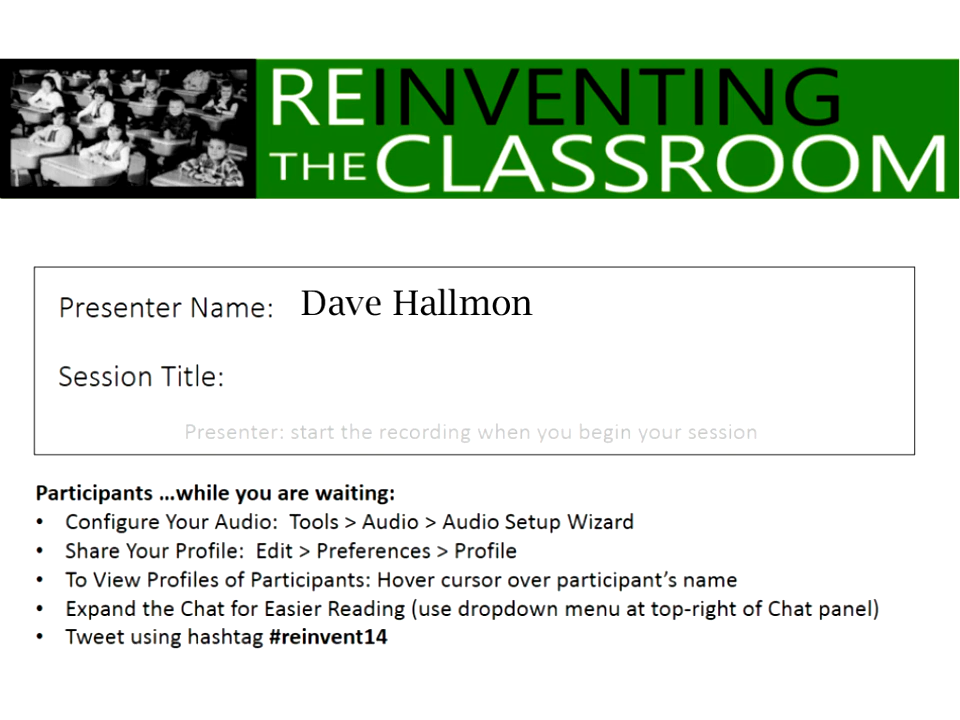 REINVENTING
THE CLASSROOM
Presenter Name: Dave Hallmon
Session Title:
Presenter: start the recording when you begin your session
Participants ...while you are waiting:
• Configure Your Audio: Tools > Audio > Audio Setup Wizard
• Share Your Profile: Edit > Preferences > Profile
• To View Profiles of Participants: Hover cursor over participant's name
• Expand the Chat for Easier Reading (use dropdown menu at top-right of Chat panel)
• Tweet using hashtag #reinvent14